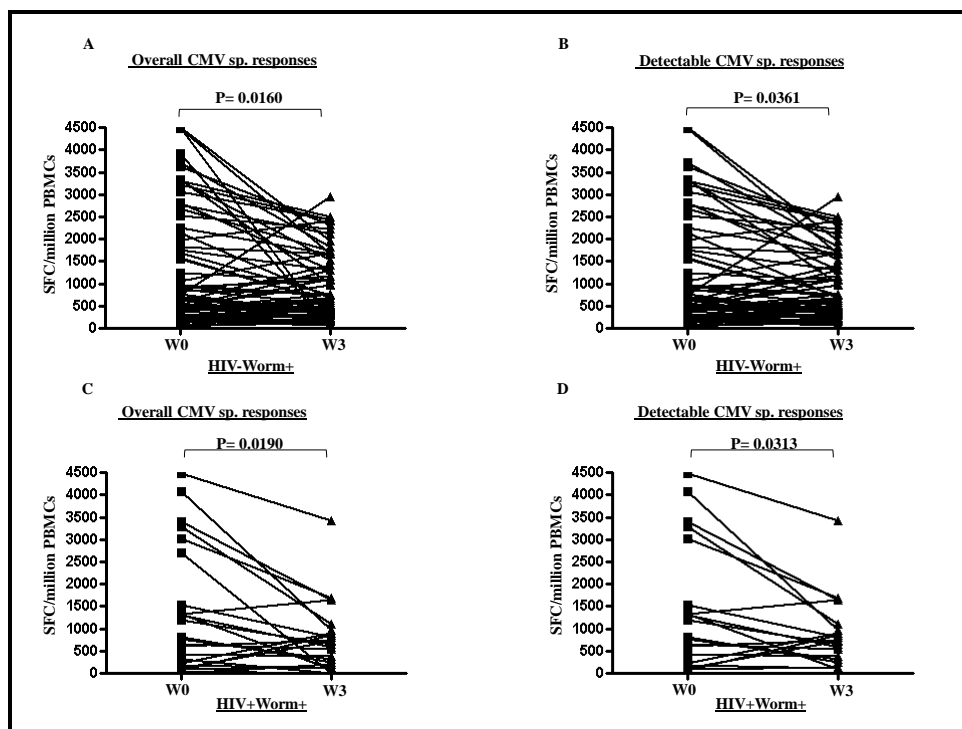 A
Overall CMV sp. responses
P= 0.0160
SFC/million PBMCs
4500
4000
3500
3000
2500
2000
1500
1000
500
0
W0 W3
HIV-Worm+
B
Detectable CMV sp. responses
P= 0.0361
SFC/million PBMCs
4500
4000
3500
3000
2500
2000
1500
1000
500
0
W0 W3
HIV-Worm+
C
Overall CMV sp. responses
P= 0.0190
SFC/million PBMCs
4500
4000
3500
3000
2500
2000
1500
1000
500
0
W0 W3
HIV+Worm+
D
Detectable CMV sp. responses
P= 0.0313
SFC/million PBMCs
4500
4000
3500
3000
2500
2000
1500
1000
500
0
W0 W3
HIV+Worm+